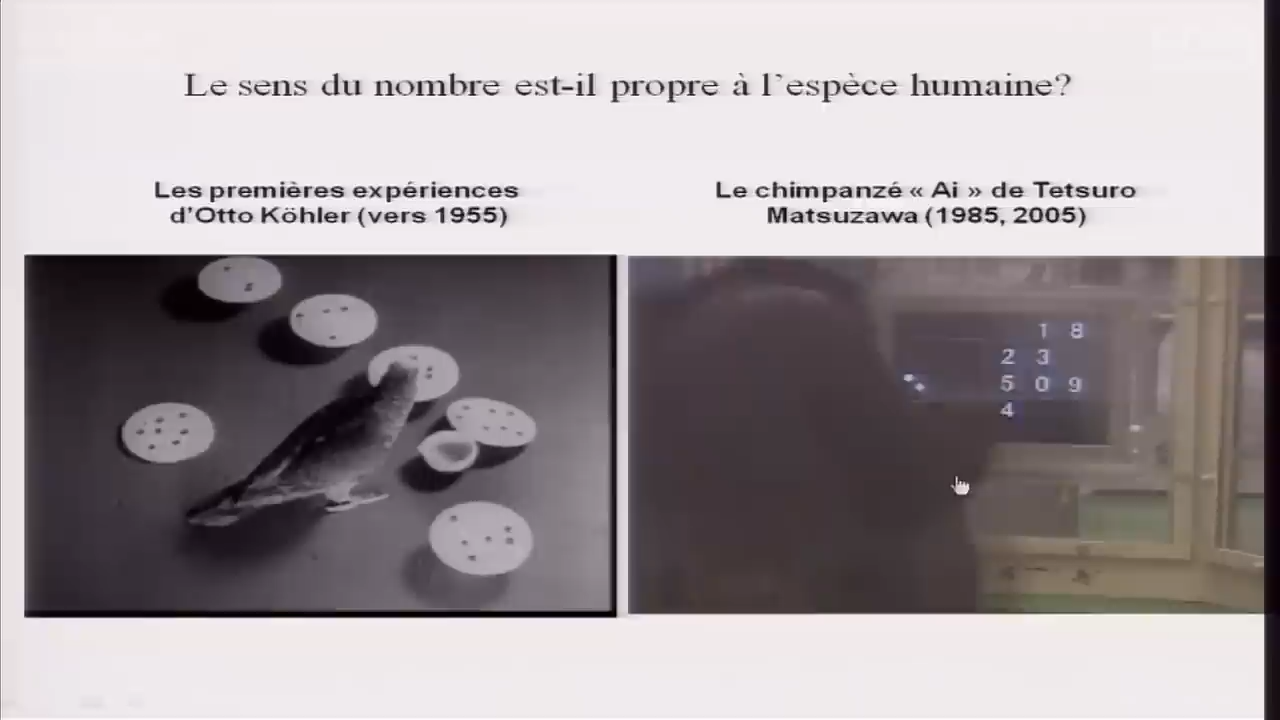 Le sens du nombre est-il propre à l'espèce humaine?
Les premières expériences
d'Otto Köhler (vers 1955)
Le chimpanzé « Ai » de Tetsuro
Matsuzawa (1985, 2005)
1 8
2 3
5 0 9
4